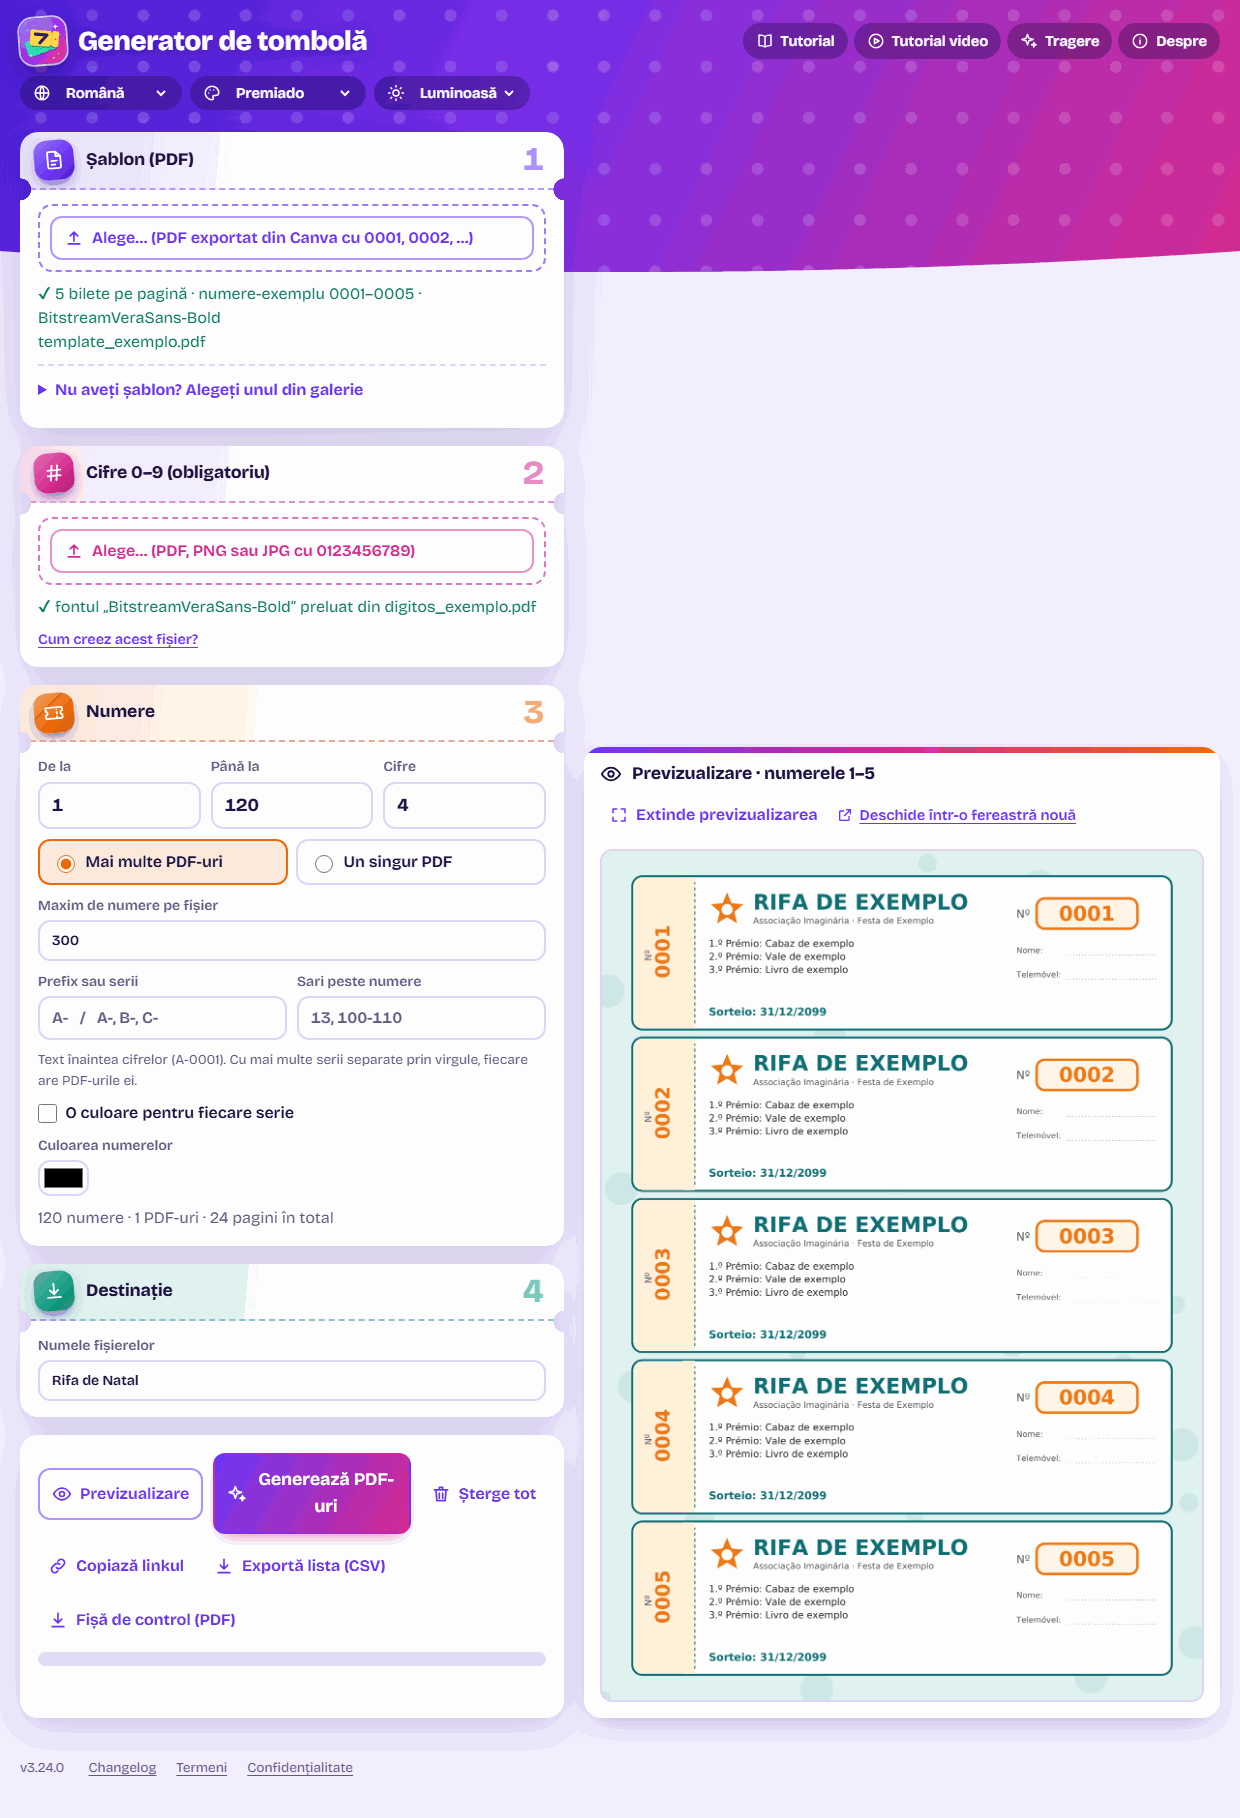 Generator de tombolă
Tutorial
Tutorial video
Tragere
Despre
Română
Premiado
Luminoasă
Șablon (PDF)
1
Alege... (PDF exportat din Canva cu 0001, 0002, ...)
✓ 5 bilete pe pagină · numere-exemplu 0001–0005 ·
BitstreamVeraSans-Bold
template_exemplo.pdf
Nu aveți șablon? Alegeți unul din galerie
Cifre 0–9 (obligatoriu)
2
Alege... (PDF, PNG sau JPG cu 0123456789)
✓ fontul „BitstreamVeraSans-Bold” preluat din digitos_exemplo.pdf
Cum creez acest fișier?
Numere
3
De la
Până la
Cifre
1
120
4
Mai multe PDF-uri
Un singur PDF
Maxim de numere pe fișier
300
Prefix sau serii
Sari peste numere
A- / A-, B-, C-
13, 100-110
Text înaintea cifrelor (A-0001). Cu mai multe serii separate prin virgule, fiecare
are PDF-urile ei.
O culoare pentru fiecare serie
Culoarea numerelor
120 numere · 1 PDF-uri · 24 pagini în total
Destinație
4
Numele fișierelor
Rifa de Natal
Previzualizare
Generează PDF-
uri
Șterge tot
Copiază linkul
Exportă lista (CSV)
Fișă de control (PDF)
Previzualizare · numerele 1–5
Extinde previzualizarea
Deschide într-o fereastră nouă
Nº 0001
RIFA DE EXEMPLO
Associação Imaginária · Festa de Exemplo
1.º Prémio: Cabaz de exemplo
2.º Prémio: Vale de exemplo
3.º Prémio: Livro de exemplo
Sorteio: 31/12/2099
Nº 0001
Nome:
Telemóvel:
Nº 0002
RIFA DE EXEMPLO
Associação Imaginária · Festa de Exemplo
1.º Prémio: Cabaz de exemplo
2.º Prémio: Vale de exemplo
3.º Prémio: Livro de exemplo
Sorteio: 31/12/2099
Nº 0002
Nome:
Telemóvel:
Nº 0003
RIFA DE EXEMPLO
Associação Imaginária · Festa de Exemplo
1.º Prémio: Cabaz de exemplo
2.º Prémio: Vale de exemplo
3.º Prémio: Livro de exemplo
Sorteio: 31/12/2099
Nº 0003
Nome:
Telemóvel:
Nº 0004
RIFA DE EXEMPLO
Associação Imaginária · Festa de Exemplo
1.º Prémio: Cabaz de exemplo
2.º Prémio: Vale de exemplo
3.º Prémio: Livro de exemplo
Sorteio: 31/12/2099
Nº 0004
Nome:
Telemóvel:
Nº 0005
RIFA DE EXEMPLO
Associação Imaginária · Festa de Exemplo
1.º Prémio: Cabaz de exemplo
2.º Prémio: Vale de exemplo
3.º Prémio: Livro de exemplo
Sorteio: 31/12/2099
Nº 0005
Nome:
Telemóvel:
v3.24.0
Changelog
Termeni
Confidențialitate